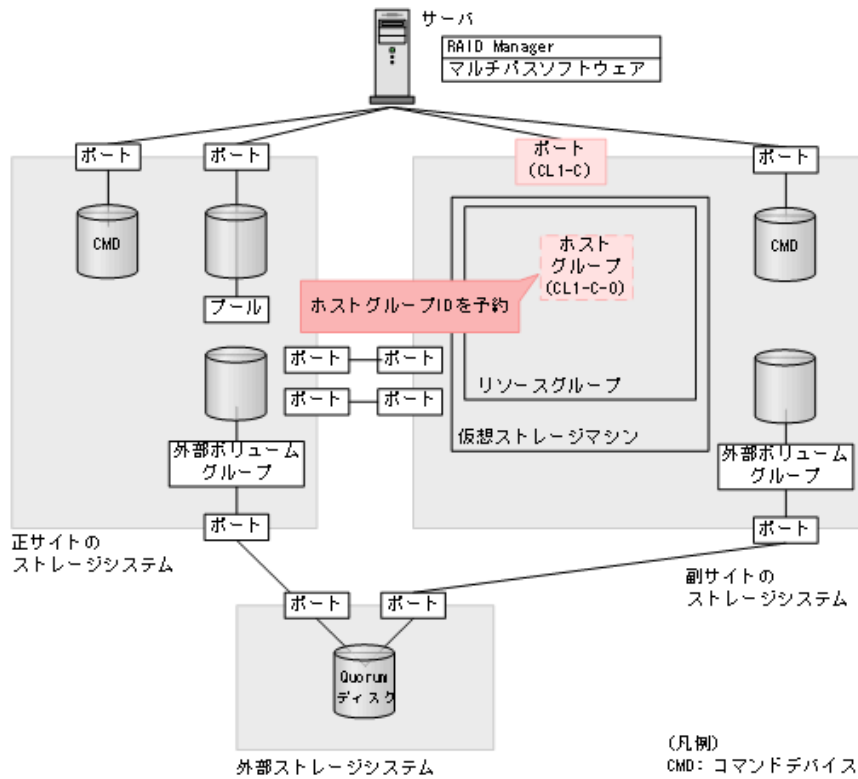 サーバ
RAID Manager
マルチパスソフトウェア
ポート
ポート
ポート
(CL1-C)
ポート
CMD
ホスト
グループ
(CL1-C-0)
CMD
プール
ホストグループIDを予約
ポート
ポート
ポート
ポート
リソースグループ
仮想ストレージマシン
外部ボリューム
グループ
外部ボリューム
グループ
ポート
ポート
正サイトの
ストレージシステム
副サイトの
ストレージシステム
ポート
ポート
Quorum
ディスク
外部ストレージシステム
(凡例)
CMD: コマンドデバイス